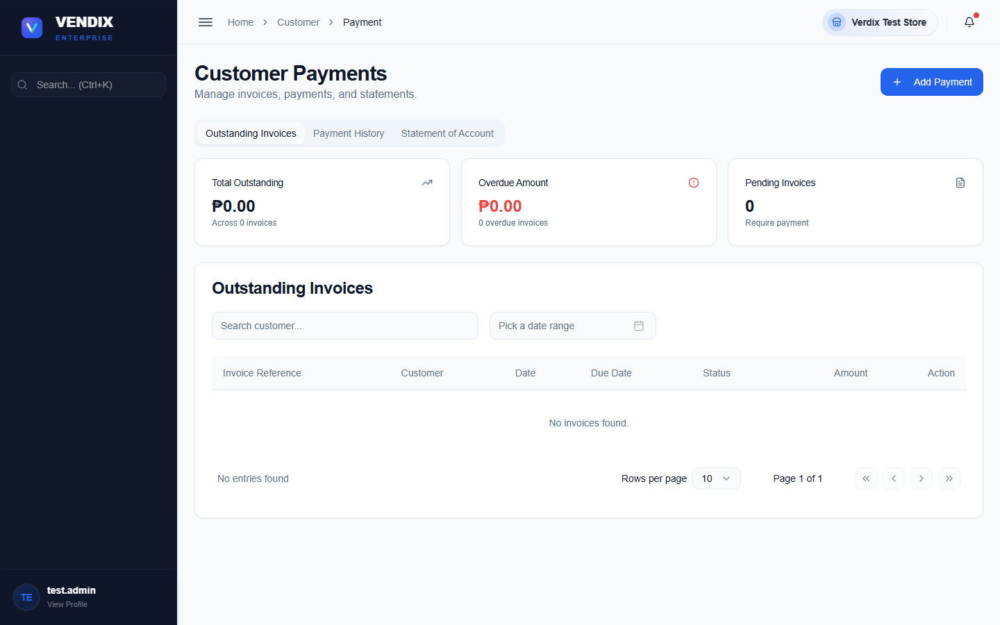 VENDIX
ENTERPRISE
Search... (Ctrl+K)
test.admin
View Profile
TE
Home
Customer
Payment
Verdix Test Store
Customer Payments
Manage invoices, payments, and statements.
Add Payment
Outstanding Invoices
Payment History
Statement of Account
Total Outstanding
₱0.00
Across 0 invoices
Overdue Amount
₱0.00
0 overdue invoices
Pending Invoices
0
Require payment
Outstanding Invoices
Search customer...
Pick a date range
Invoice Reference
Customer
Date
Due Date
Status
Amount
Action
No invoices found.
No entries found
Rows per page
10
Page 1 of 1